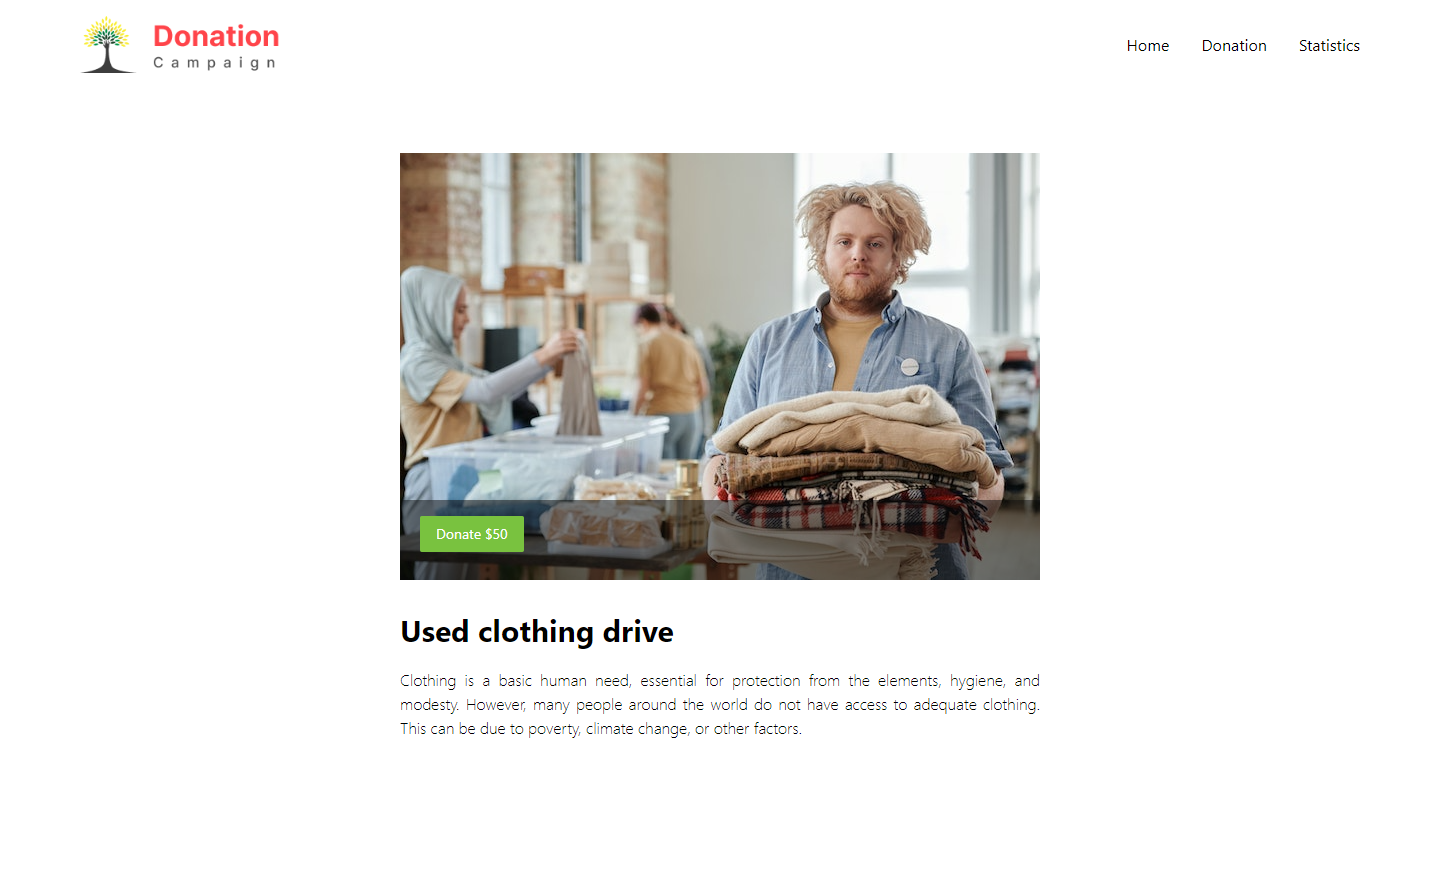 Donation
Campaign
Home
Donation
Statistics
Donate $50
Used clothing drive
Clothing is a basic human need, essential for protection from the elements, hygiene, and
modesty. However, many people around the world do not have access to adequate clothing.
This can be due to poverty, climate change, or other factors.